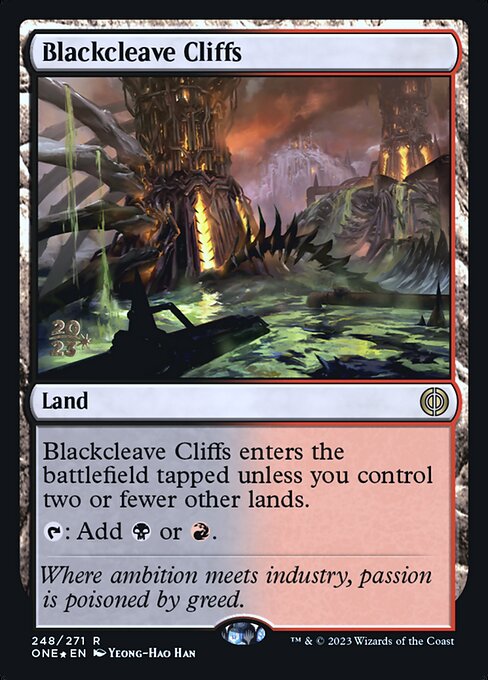 Blackcleave Cliffs
20
23
Land
Blackcleave Cliffs enters the
battlefield tapped unless you control
two or fewer other lands.
: Add or .
Where ambition meets industry, passion
is poisoned by greed.
248/271 R
ONE★EN Yeong-Hao Han
™ & © 2023 Wizards of the Coast